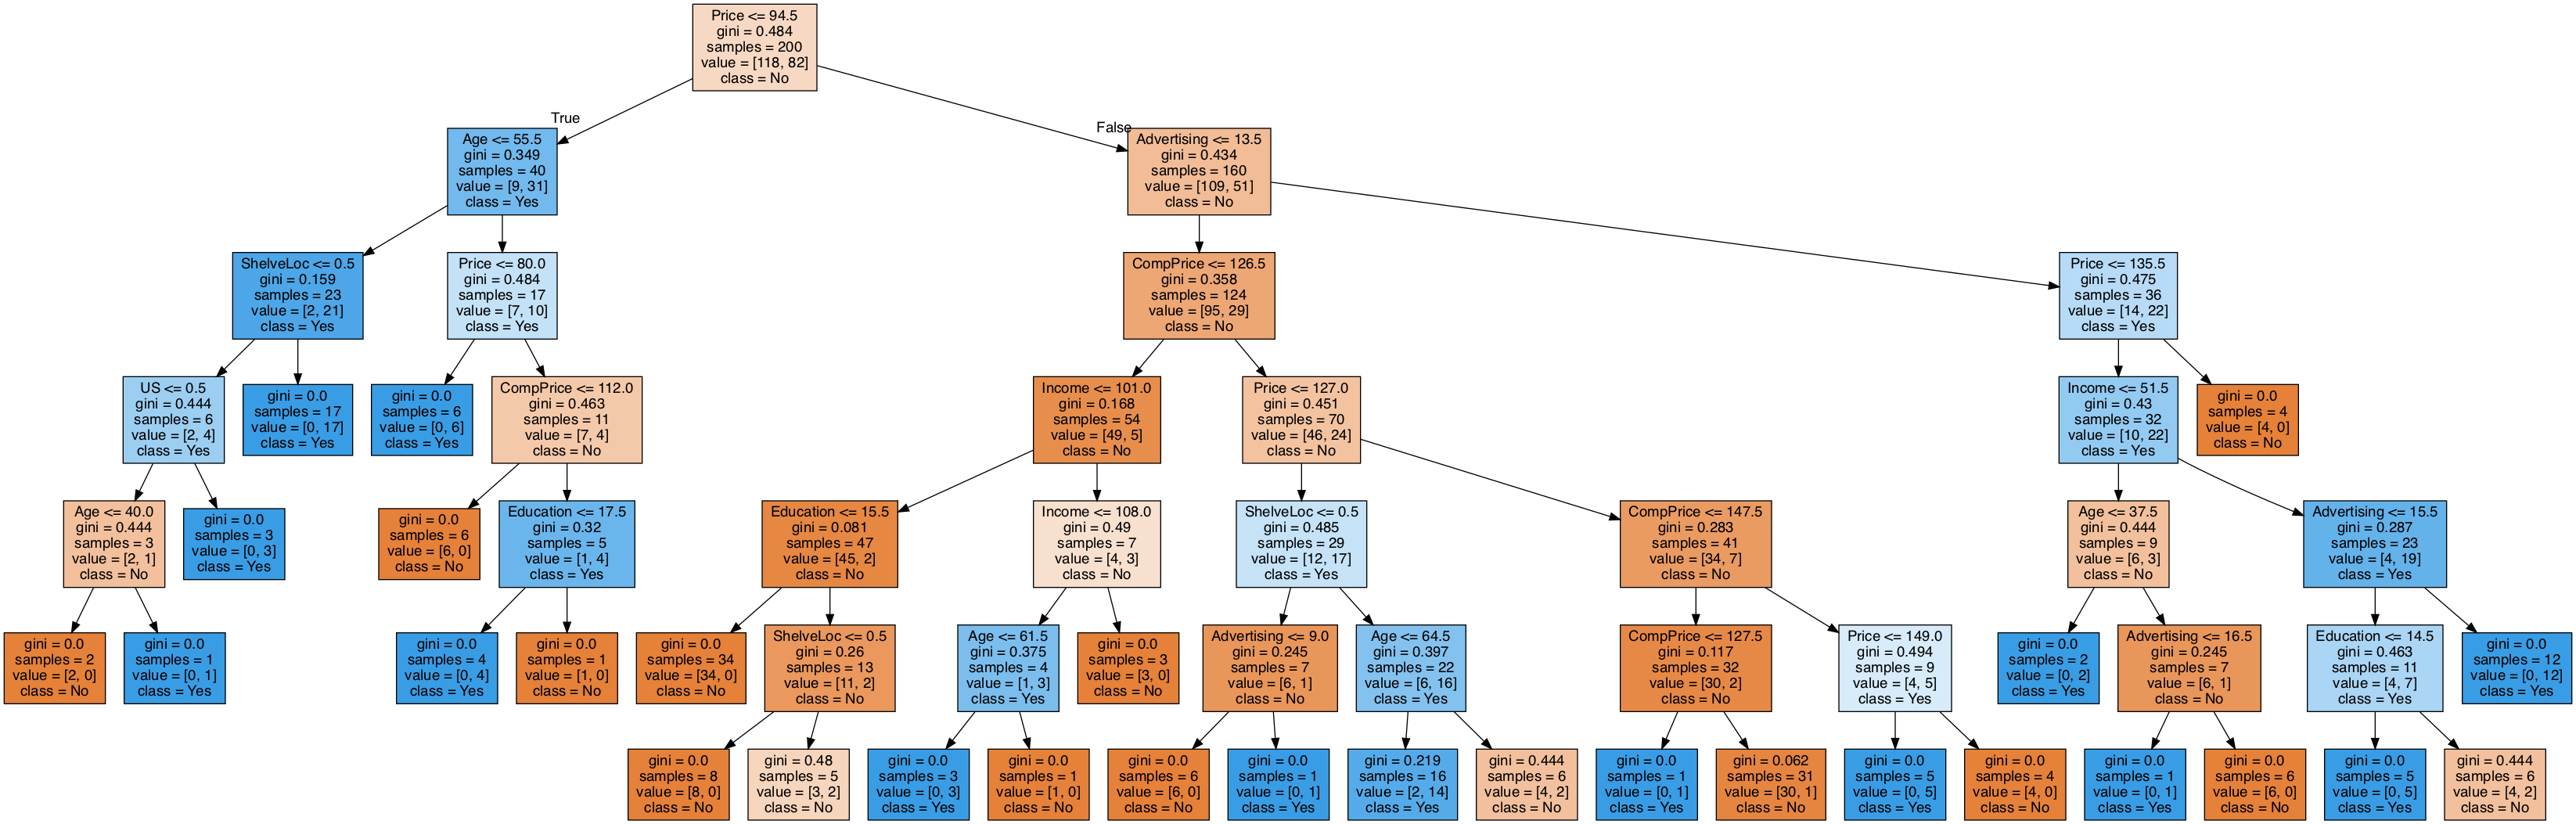 Price <= 94.5
gini = 0.484
samples = 200
value = [118, 82]
class = No
True
False
Age <= 55.5
gini = 0.349
samples = 40
value = [9, 31]
class = Yes
Advertising <= 13.5
gini = 0.434
samples = 160
value = [109, 51]
class = No
ShelveLoc <= 0.5
gini = 0.159
samples = 23
value = [2, 21]
class = Yes
Price <= 80.0
gini = 0.484
samples = 17
value = [7, 10]
class = Yes
CompPrice <= 126.5
gini = 0.358
samples = 124
value = [95, 29]
class = No
Price <= 135.5
gini = 0.475
samples = 36
value = [14, 22]
class = Yes
US <= 0.5
gini = 0.444
samples = 6
value = [2, 4]
class = Yes
gini = 0.0
samples = 17
value = [0, 17]
class = Yes
gini = 0.0
samples = 6
value = [0, 6]
class = Yes
CompPrice <= 112.0
gini = 0.463
samples = 11
value = [7, 4]
class = No
Income <= 101.0
gini = 0.168
samples = 54
value = [49, 5]
class = No
Price <= 127.0
gini = 0.451
samples = 70
value = [46, 24]
class = No
Income <= 51.5
gini = 0.43
samples = 32
value = [10, 22]
class = Yes
gini = 0.0
samples = 4
value = [4, 0]
class = No
Age <= 40.0
gini = 0.444
samples = 3
value = [2, 1]
class = No
gini = 0.0
samples = 3
value = [0, 3]
class = Yes
gini = 0.0
samples = 6
value = [6, 0]
class = No
Education <= 17.5
gini = 0.32
samples = 5
value = [1, 4]
class = Yes
Education <= 15.5
gini = 0.081
samples = 47
value = [45, 2]
class = No
Income <= 108.0
gini = 0.49
samples = 7
value = [4, 3]
class = No
ShelveLoc <= 0.5
gini = 0.485
samples = 29
value = [12, 17]
class = Yes
CompPrice <= 147.5
gini = 0.283
samples = 41
value = [34, 7]
class = No
Age <= 37.5
gini = 0.444
samples = 9
value = [6, 3]
class = No
Advertising <= 15.5
gini = 0.287
samples = 23
value = [4, 19]
class = Yes
gini = 0.0
samples = 2
value = [2, 0]
class = No
gini = 0.0
samples = 1
value = [0, 1]
class = Yes
gini = 0.0
samples = 4
value = [0, 4]
class = Yes
gini = 0.0
samples = 1
value = [1, 0]
class = No
gini = 0.0
samples = 34
value = [34, 0]
class = No
ShelveLoc <= 0.5
gini = 0.26
samples = 13
value = [11, 2]
class = No
Age <= 61.5
gini = 0.375
samples = 4
value = [1, 3]
class = Yes
gini = 0.0
samples = 3
value = [3, 0]
class = No
Advertising <= 9.0
gini = 0.245
samples = 7
value = [6, 1]
class = No
Age <= 64.5
gini = 0.397
samples = 22
value = [6, 16]
class = Yes
CompPrice <= 127.5
gini = 0.117
samples = 32
value = [30, 2]
class = No
Price <= 149.0
gini = 0.494
samples = 9
value = [4, 5]
class = Yes
gini = 0.0
samples = 2
value = [0, 2]
class = Yes
Advertising <= 16.5
gini = 0.245
samples = 7
value = [6, 1]
class = No
Education <= 14.5
gini = 0.463
samples = 11
value = [4, 7]
class = Yes
gini = 0.0
samples = 12
value = [0, 12]
class = Yes
gini = 0.0
samples = 8
value = [8, 0]
class = No
gini = 0.48
samples = 5
value = [3, 2]
class = No
gini = 0.0
samples = 3
value = [0, 3]
class = Yes
gini = 0.0
samples = 1
value = [1, 0]
class = No
gini = 0.0
samples = 6
value = [6, 0]
class = No
gini = 0.0
samples = 1
value = [0, 1]
class = Yes
gini = 0.219
samples = 16
value = [2, 14]
class = Yes
gini = 0.444
samples = 6
value = [4, 2]
class = No
gini = 0.0
samples = 1
value = [0, 1]
class = Yes
gini = 0.062
samples = 31
value = [30, 1]
class = No
gini = 0.0
samples = 5
value = [0, 5]
class = Yes
gini = 0.0
samples = 4
value = [4, 0]
class = No
gini = 0.0
samples = 1
value = [0, 1]
class = Yes
gini = 0.0
samples = 6
value = [6, 0]
class = No
gini = 0.0
samples = 5
value = [0, 5]
class = Yes
gini = 0.444
samples = 6
value = [4, 2]
class = No